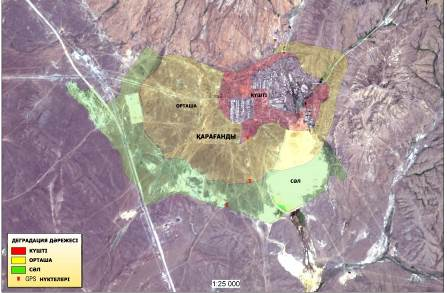 КҮШТІ
ОРТАША
ҚАРАҒАНДЫ
СӘЛ
ДЕГРАДАЦИЯ ДӘРЕЖЕСІ
КҮШТІ
ОРТАША
СӘЛ
GPS НҮКТЕЛЕРІ
1:25 000